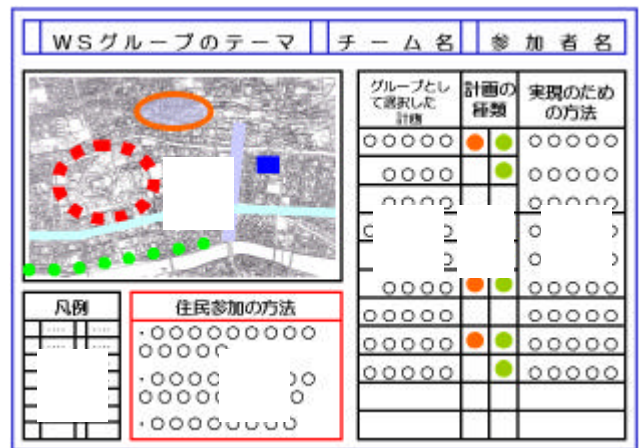 WSグループのテーマ チーム名 参加者名
グループとし
て選択した
計画
計画の
種類
実現のため
の方法
○○○○○ ○○○○○
○○○○ ○○○○
○○○○ ○○○○
○○○○ ○○○○
○○○○○ ○○○○○
○○○○○ ○○○○○
○○○○○ ○○○○○
凡例
住民参加の方法
・○○○○○○○○○
○○○○
・○○○○ ○○
○○○○○ ○
・○○○○○○○○